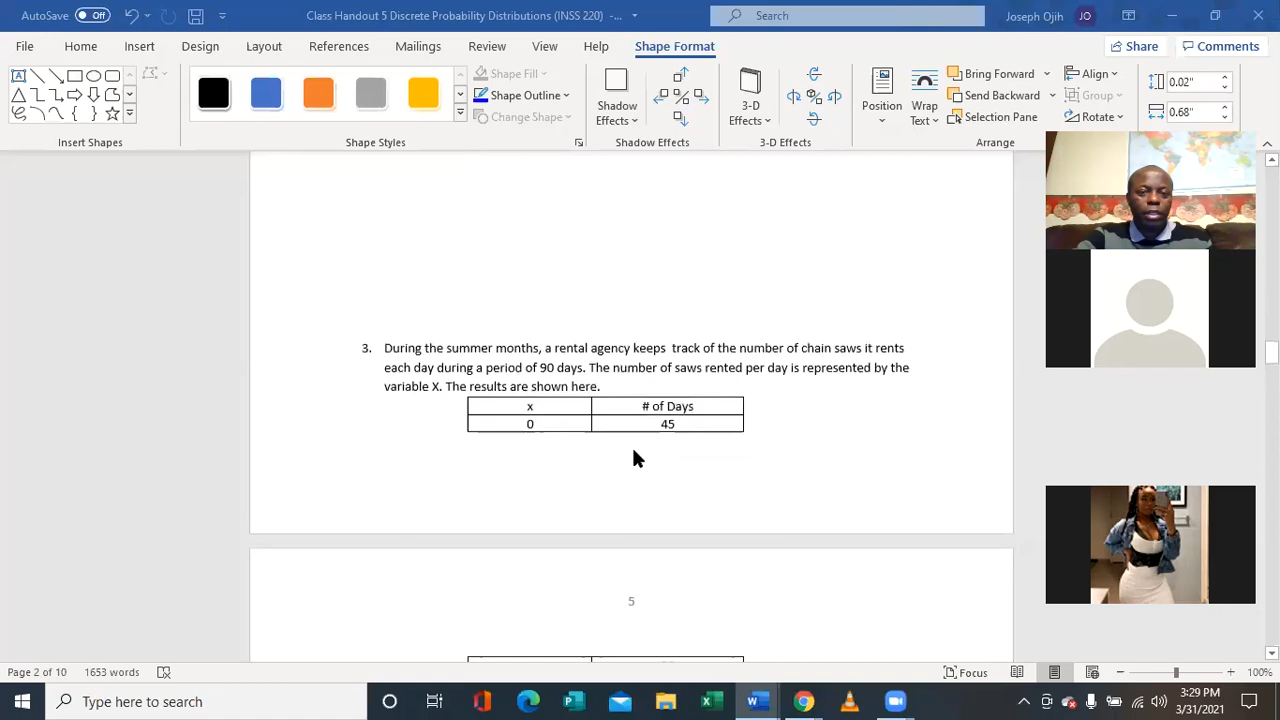 AutoSave Off
Class Handout 5 Discrete Probability Distributions (INSS 220) -...
Search
Joseph Ojih JO
File Home Insert Design Layout References Mailings Review View Help Shape Format
Share Comments
Shape Fill
Shape Outline
Change Shape
Shadow
Effects
3-D
Effects
Position
Wrap
Text
Bring Forward
Send Backward
Selection Pane
Align
Group
Rotate
0.02"
0.68"
Insert Shapes Shape Styles Shadow Effects 3-D Effects Arrange
3. During the summer months, a rental agency keeps track of the number of chain saws it rents
each day during a period of 90 days. The number of saws rented per day is represented by the
variable X. The results are shown here.
x # of Days
0 45
5
Page 2 of 10 1653 words Focus 100%
Type here to search
3:29 PM
3/31/2021